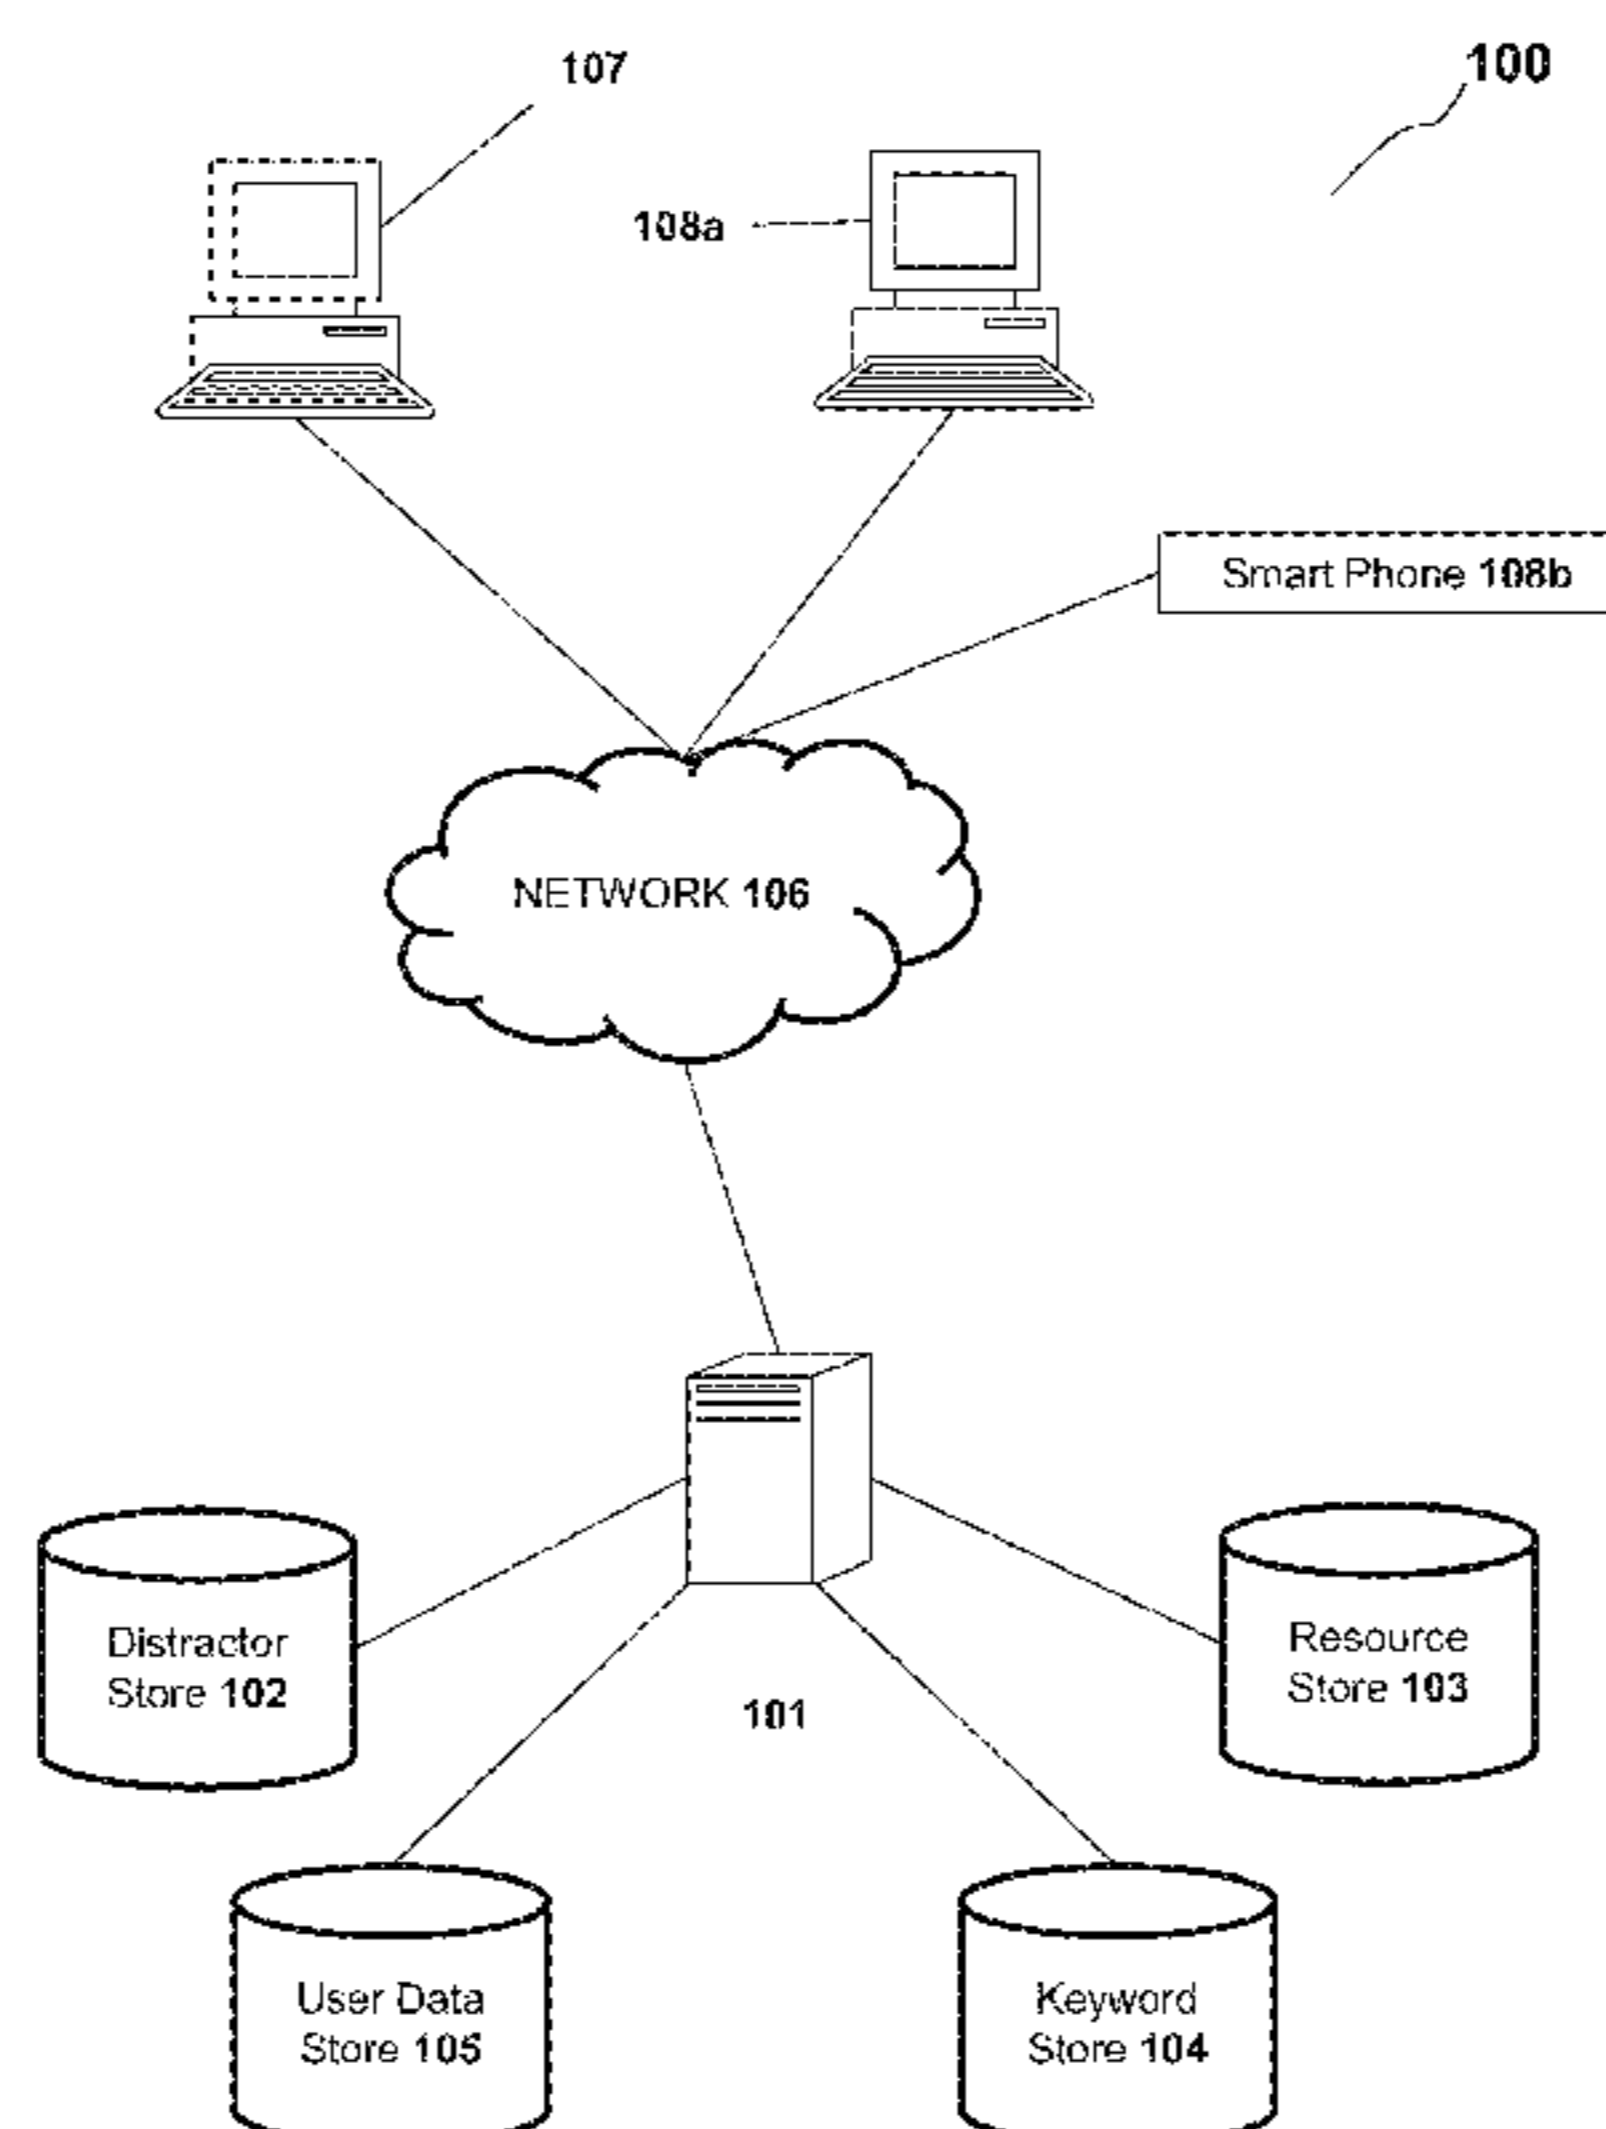 107
100
108a
Smart Phone 108b
NETWORK 106
Distractor
Store 102
101
Resource
Store 103
User Data
Store 105
Keyword
Store 104